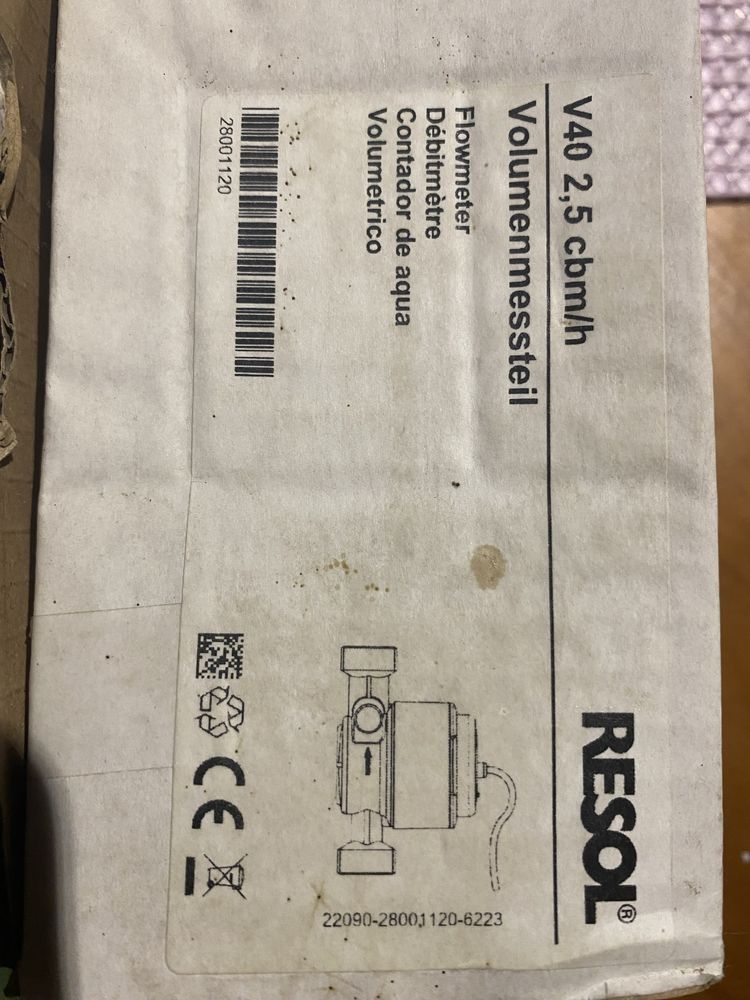 V40 2,5 cbm/h
RESOL®
Volumenmessteil
Flowmeter
Débitmètre
Contador de aqua
Volumetrico
28001120
CE
22090-28001120-6223